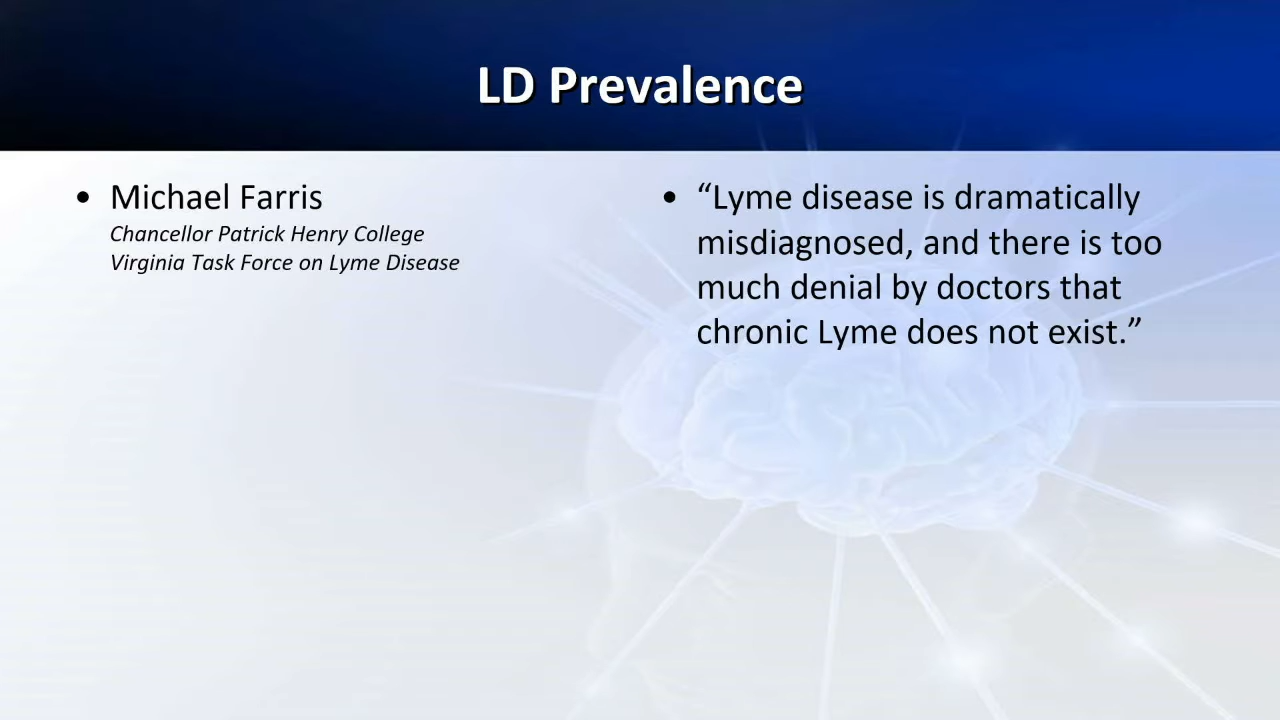 LD Prevalence
• Michael Farris
Chancellor Patrick Henry College
Virginia Task Force on Lyme Disease
• “Lyme disease is dramatically
misdiagnosed, and there is too
much denial by doctors that
chronic Lyme does not exist.”